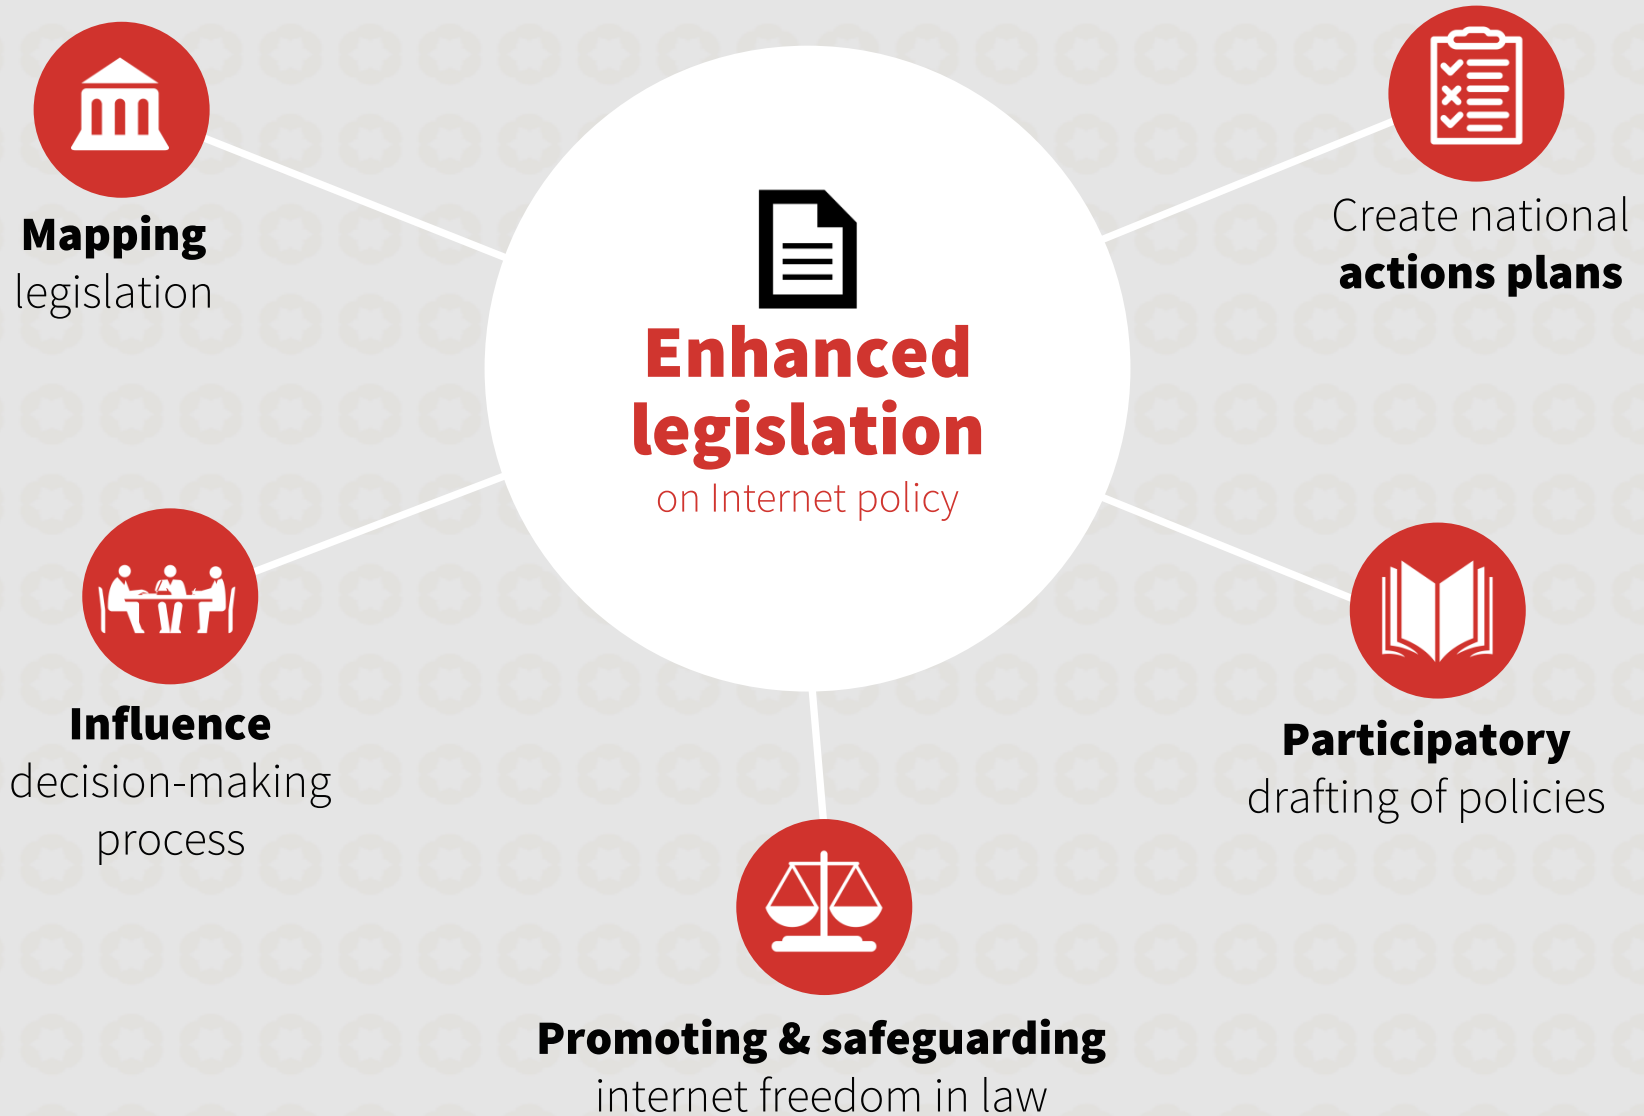 Mapping
legislation
Enhanced
legislation
on Internet policy
Create national
actions plans
Influence
decision-making
process
Participatory
drafting of policies
Promoting & safeguarding
internet freedom in law